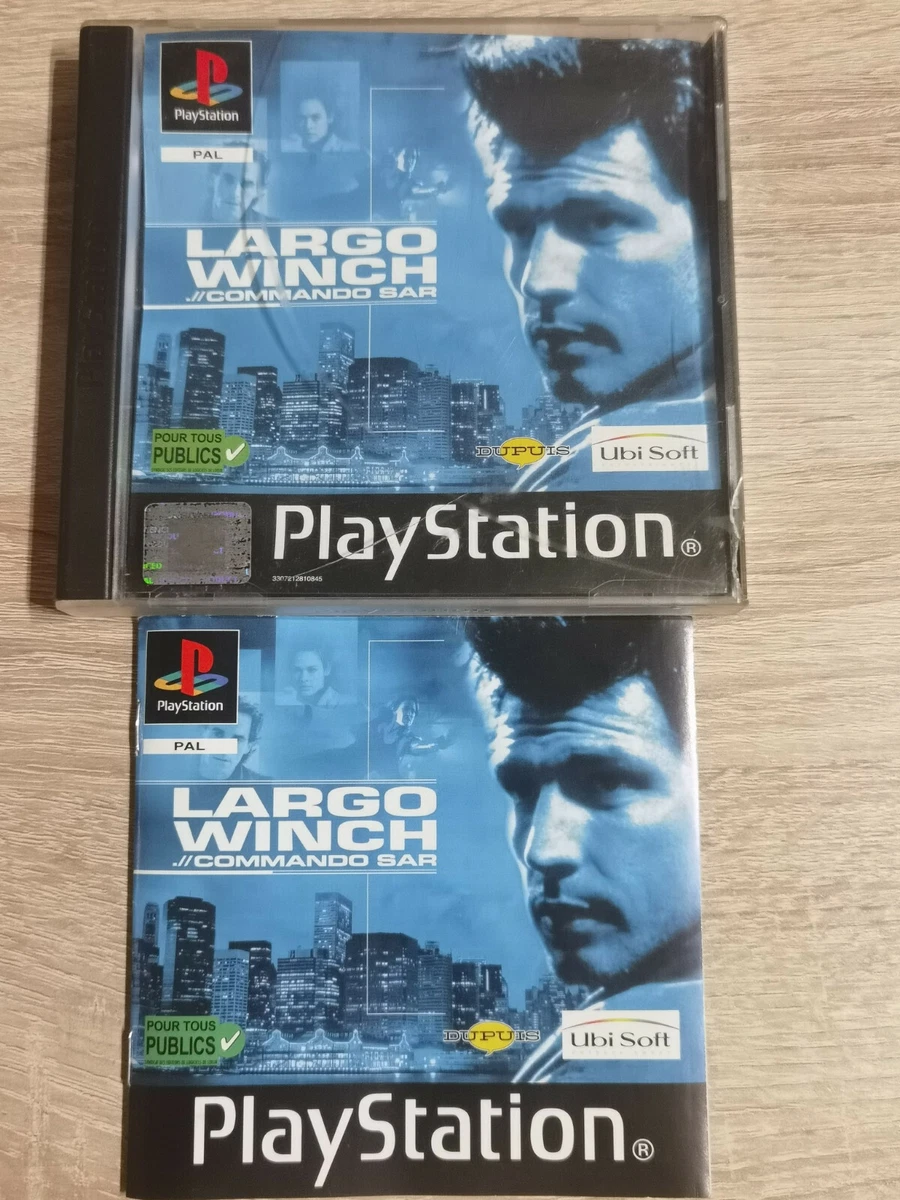 PlayStation
PAL
LARGO
WINCH
.//COMMANDO SAR
POUR TOUS
PUBLICS
DUPUIS
Ubi Soft
PlayStation®
3307212810845
PlayStation
PAL
LARGO
WINCH
.//COMMANDO SAR
POUR TOUS
PUBLICS
DUPUIS
Ubi Soft
PlayStation®